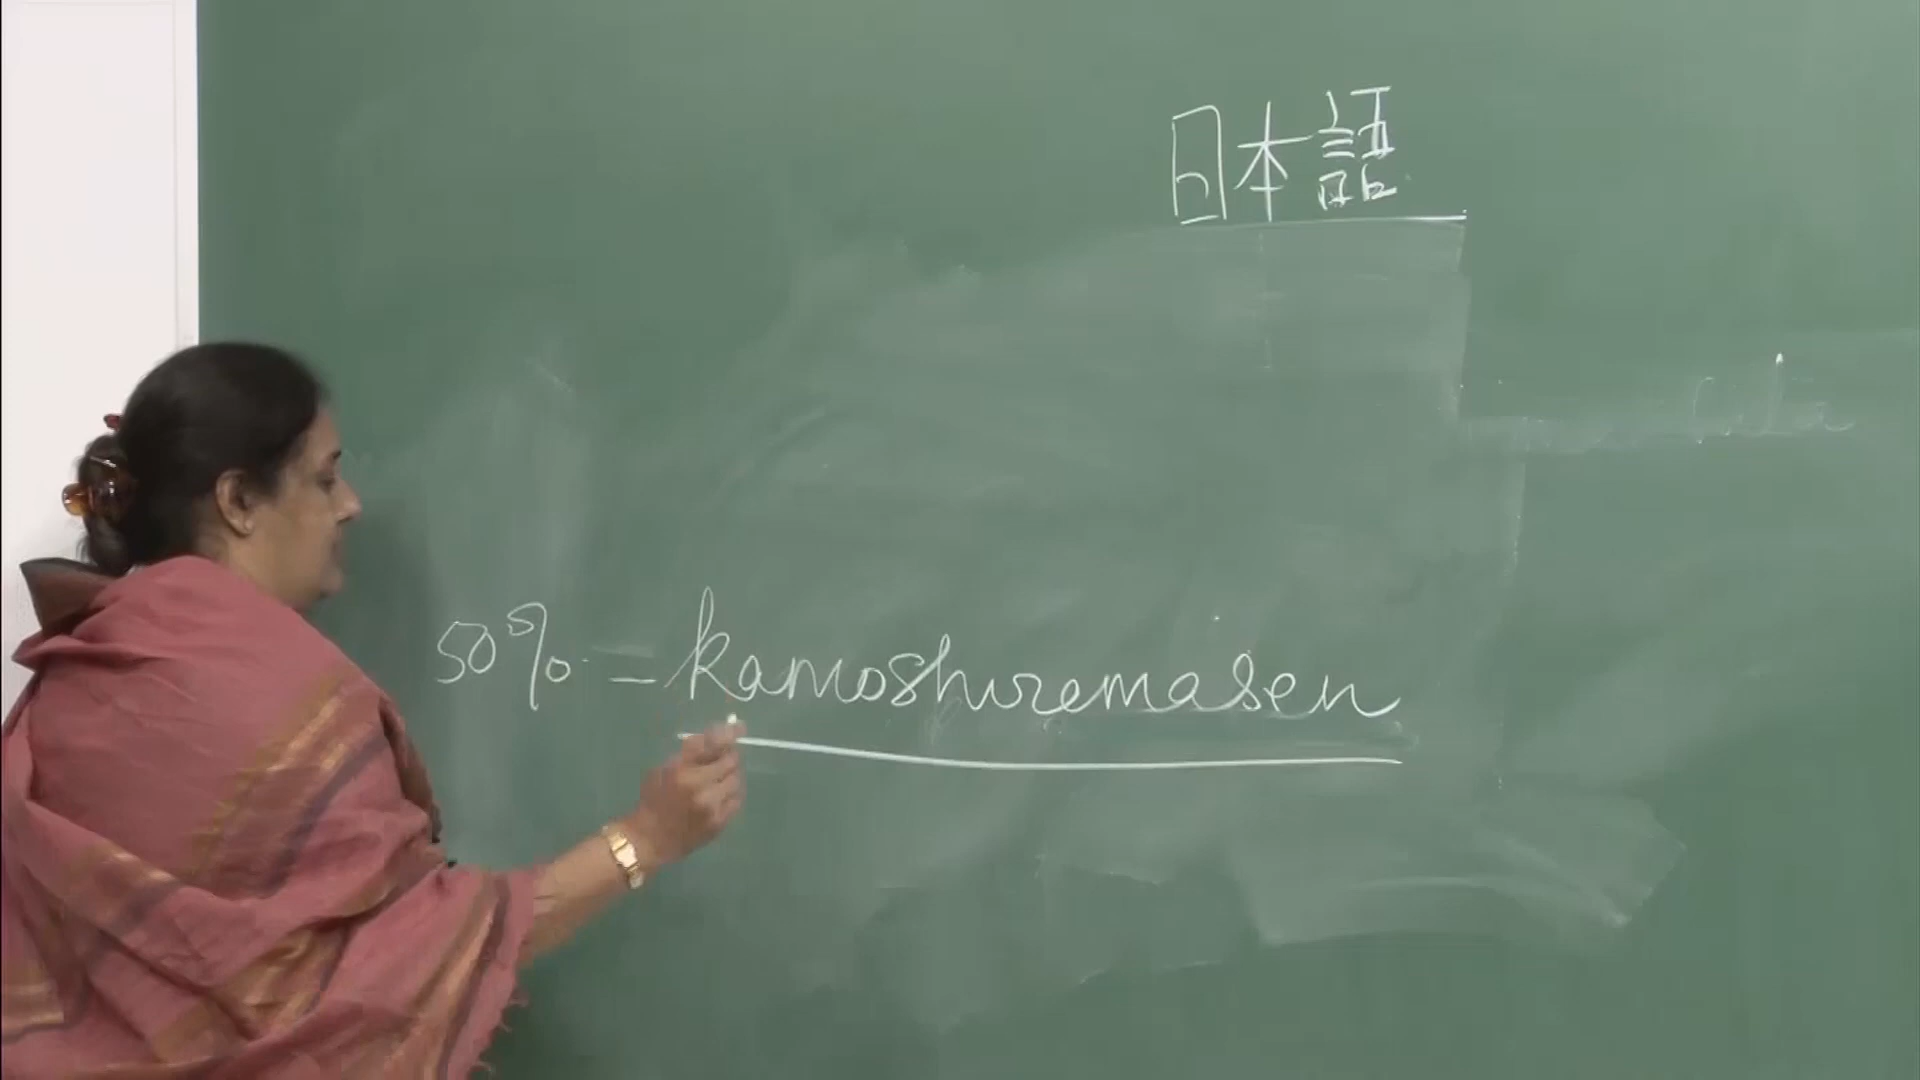 日本語
50% = kamoshiremasen